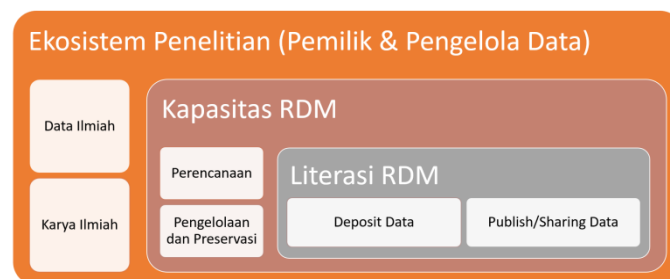 Ekosistem Penelitian (Pemilik & Pengelola Data)
Data Ilmiah
Karya Ilmiah
Kapasitas RDM
Perencanaan
Pengelolaan
dan Preservasi
Literasi RDM
Deposit Data
Publish/Sharing Data